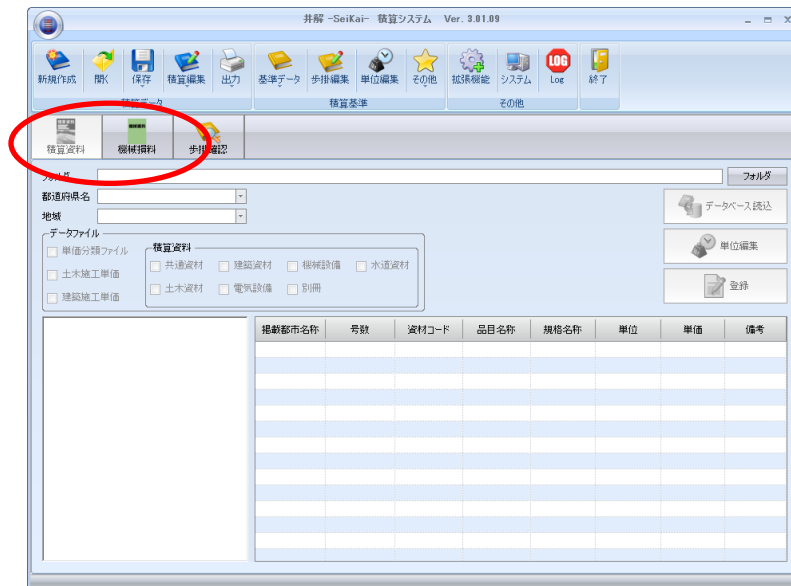 井解 -SeiKai- 積算システム Ver. 3.01.09
新規作成 開く 保存 積算編集 出力 基準データ 歩掛編集 単位編集 その他 拡張機能 システム Log 終了
LOG
積算データ 積算基準 その他
積算資料 機械損料 歩掛確認
フォルダ フォルダ
都道府県名
地域
データベース読込
データファイル
単価分類ファイル
土木施工単価
建築施工単価
積算資料
共通資材 建築資材 機械設備 水道資材
土木資材 電気設備 別冊
単位編集
登録
掲載都市名称 号数 資材コード 品目名称 規格名称 単位 単価 備考